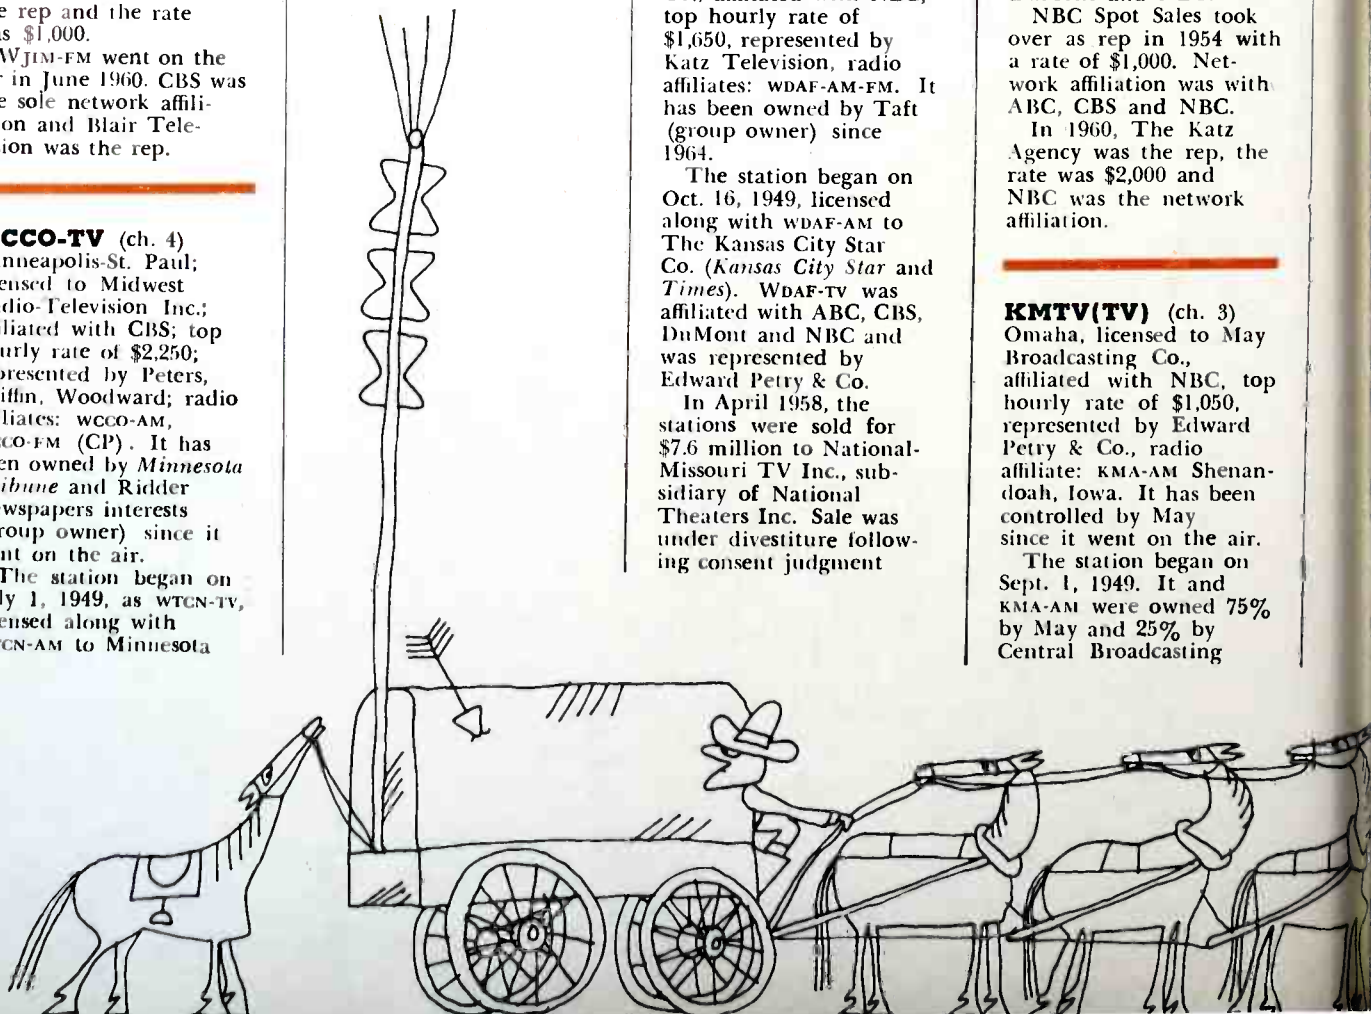 rep and the rate
$1,000.
WJIM-FM went on the
in June 1960. CBS was
sole network affili-
on and Blair Tele-
ion was the rep.
CCO-TV (ch. 4)
nneapolis-St. Paul;
ensed to Midwest
dio-Television Inc.;
iliated with CBS; top
urly rate of $2,250;
presented by Peters,
iffin, Woodward; radio
liates: WCCO-AM,
CO-FM (CP). It has
en owned by Minnesota
ibune and Ridder
wspapers interests
roup owner) since it
nt on the air.
The station began on
ly 1, 1949, as WTCN-TV,
ensed along with
CN-AM to Minnesota
top hourly rate of
$1,650, represented by
Katz Television, radio
affiliates: WDAF-AM-FM. It
has been owned by Taft
(group owner) since
1964.
The station began on
Oct. 16, 1949, licensed
along with WDAF-AM to
The Kansas City Star
Co. (Kansas City Star and
Times). WDAF-TV was
affiliated with ABC, CBS,
DuMont and NBC and
was represented by
Edward Petry & Co.
In April 1958, the
stations were sold for
$7.6 million to National-
Missouri TV Inc., sub-
sidiary of National
Theaters Inc. Sale was
under divestiture follow-
ing consent judgment
NBC Spot Sales took
over as rep in 1954 with
a rate of $1,000. Net-
work affiliation was with
ABC, CBS and NBC.
In 1960, The Katz
Agency was the rep, the
rate was $2,000 and
NBC was the network
affiliation.
KMTV(TV) (ch. 3)
Omaha, licensed to May
Broadcasting Co.,
affiliated with NBC, top
hourly rate of $1,050,
represented by Edward
Petry & Co., radio
affiliate: KMA-AM Shenan-
doah, Iowa. It has been
controlled by May
since it went on the air.
The station began on
Sept. 1, 1949. It and
KMA-AM were owned 75%
by May and 25% by
Central Broadcasting